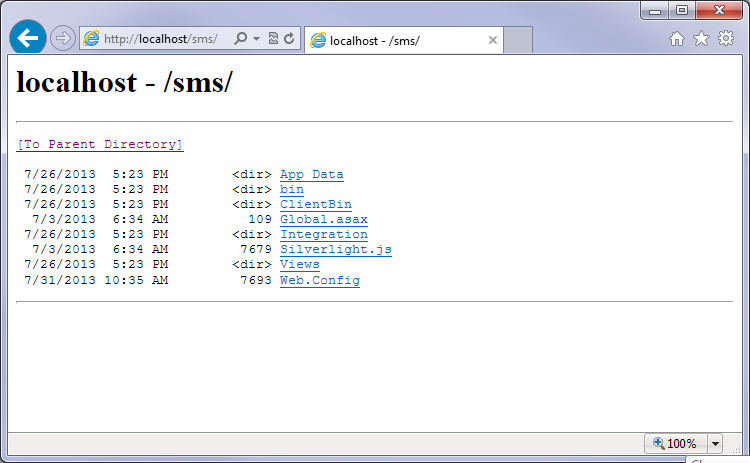 http://localhost/sms/
localhost - /sms/
localhost - /sms/
[To Parent Directory]
7/26/2013 5:23 PM <dir> App Data
7/26/2013 5:23 PM <dir> bin
7/26/2013 5:23 PM <dir> ClientBin
7/3/2013 6:34 AM 109 Global.asax
7/26/2013 5:23 PM <dir> Integration
7/3/2013 6:34 AM 7679 Silverlight.js
7/26/2013 5:23 PM <dir> Views
7/31/2013 10:35 AM 7693 Web.Config
100%